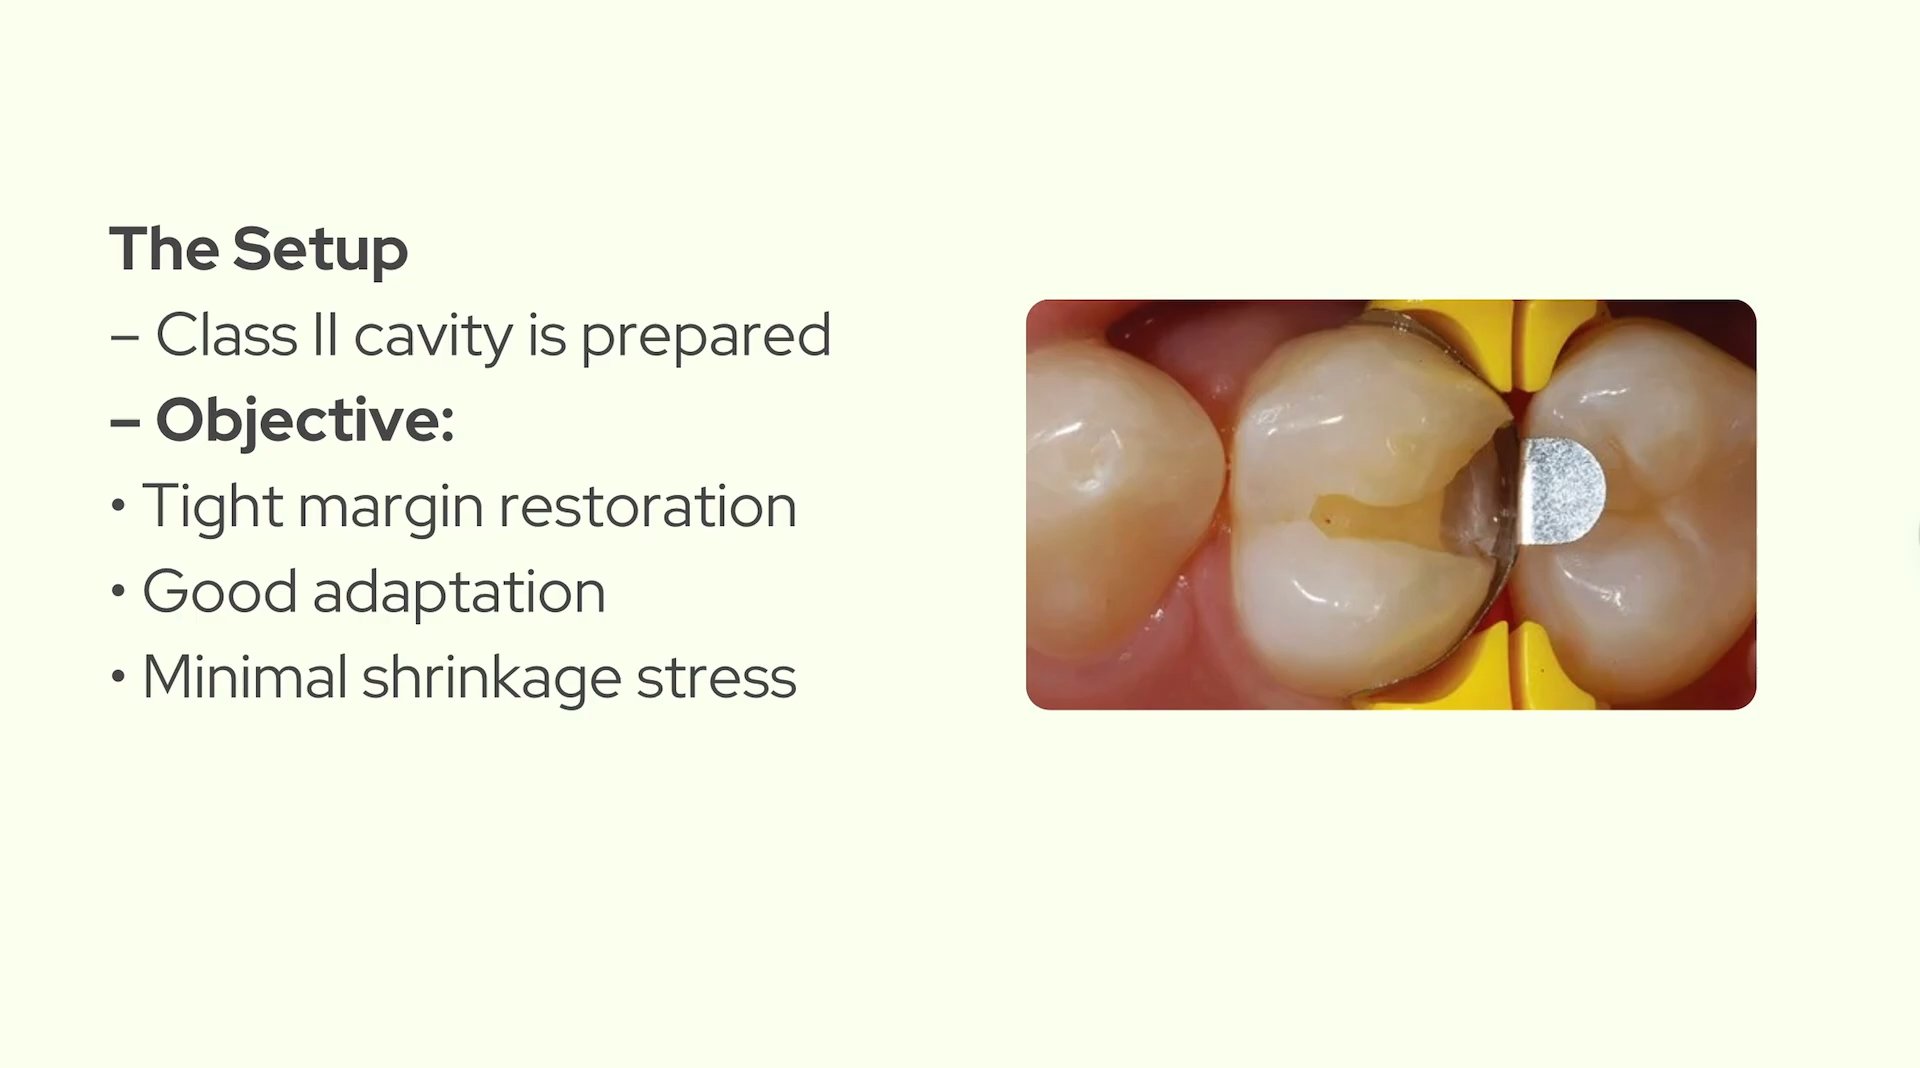 The Setup
– Class II cavity is prepared
– Objective:
• Tight margin restoration
• Good adaptation
• Minimal shrinkage stress